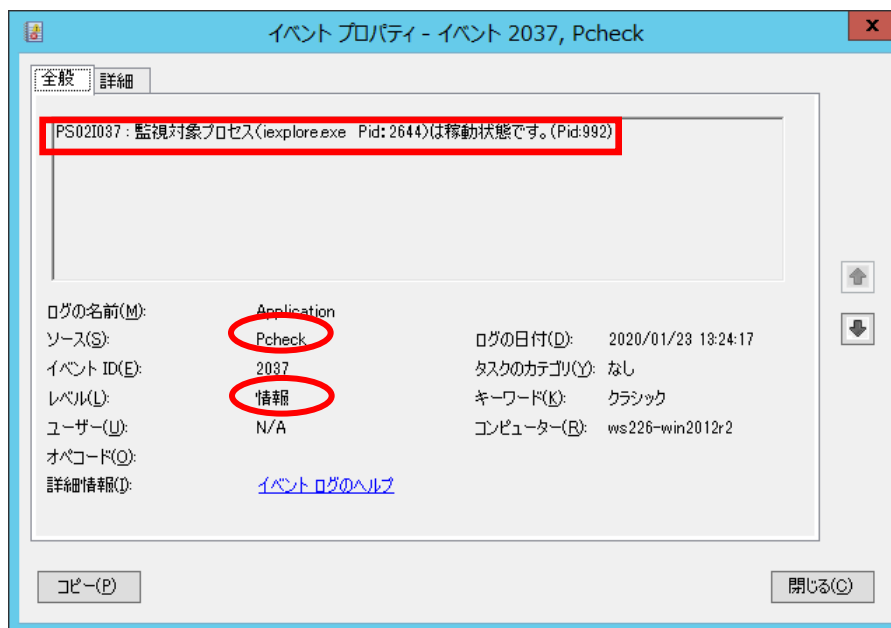 イベント プロパティ - イベント 2037, Pcheck
x
全般 詳細
PS02I037 : 監視対象プロセス(iexplore.exe Pid: 2644)は稼動状態です。(Pid:992)
ログの名前(M): Application
ソース(S): Pcheck ログの日付(D): 2020/01/23 13:24:17
イベント ID(E): 2037 タスクのカテゴリ(Y): なし
レベル(L): 情報 キーワード(K): クラシック
ユーザー(U): N/A コンピューター(R): ws226-win2012r2
オペコード(O):
詳細情報(I): イベント ログのヘルプ
コピー(P) 閉じる(C)